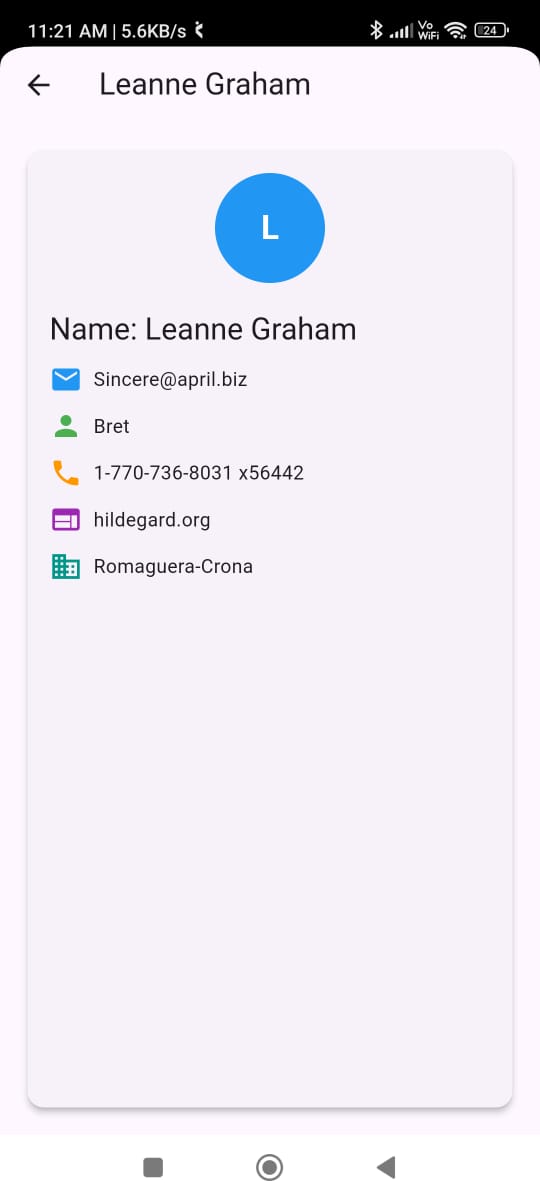 11:21 AM | 5.6KB/s
Vo
WiFi
24
Leanne Graham
L
Name: Leanne Graham
Sincere@april.biz
Bret
1-770-736-8031 x56442
hildegard.org
Romaguera-Crona